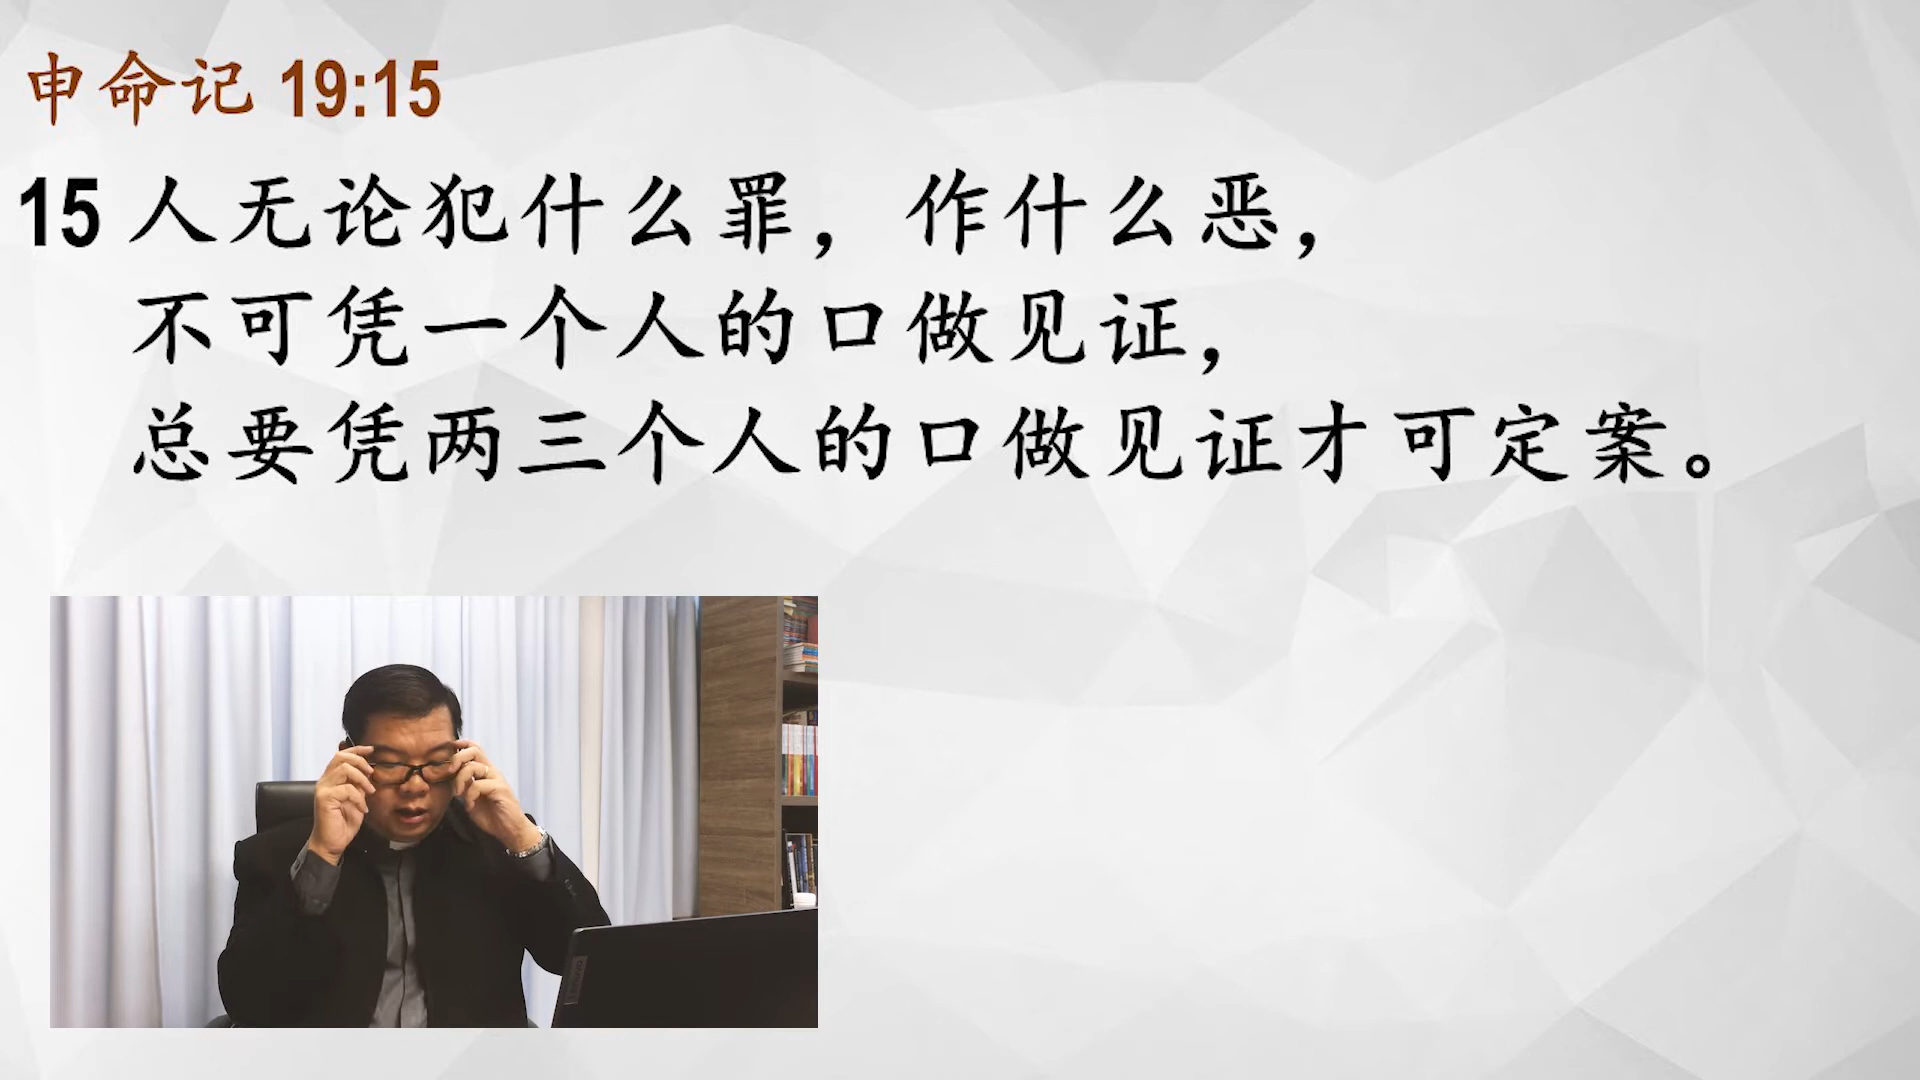 申命记 19:15
15 人无论犯什么罪，作什么恶，
不可凭一个人的口做见证，
总要凭两三个人的口做见证才可定案。
Lenovo